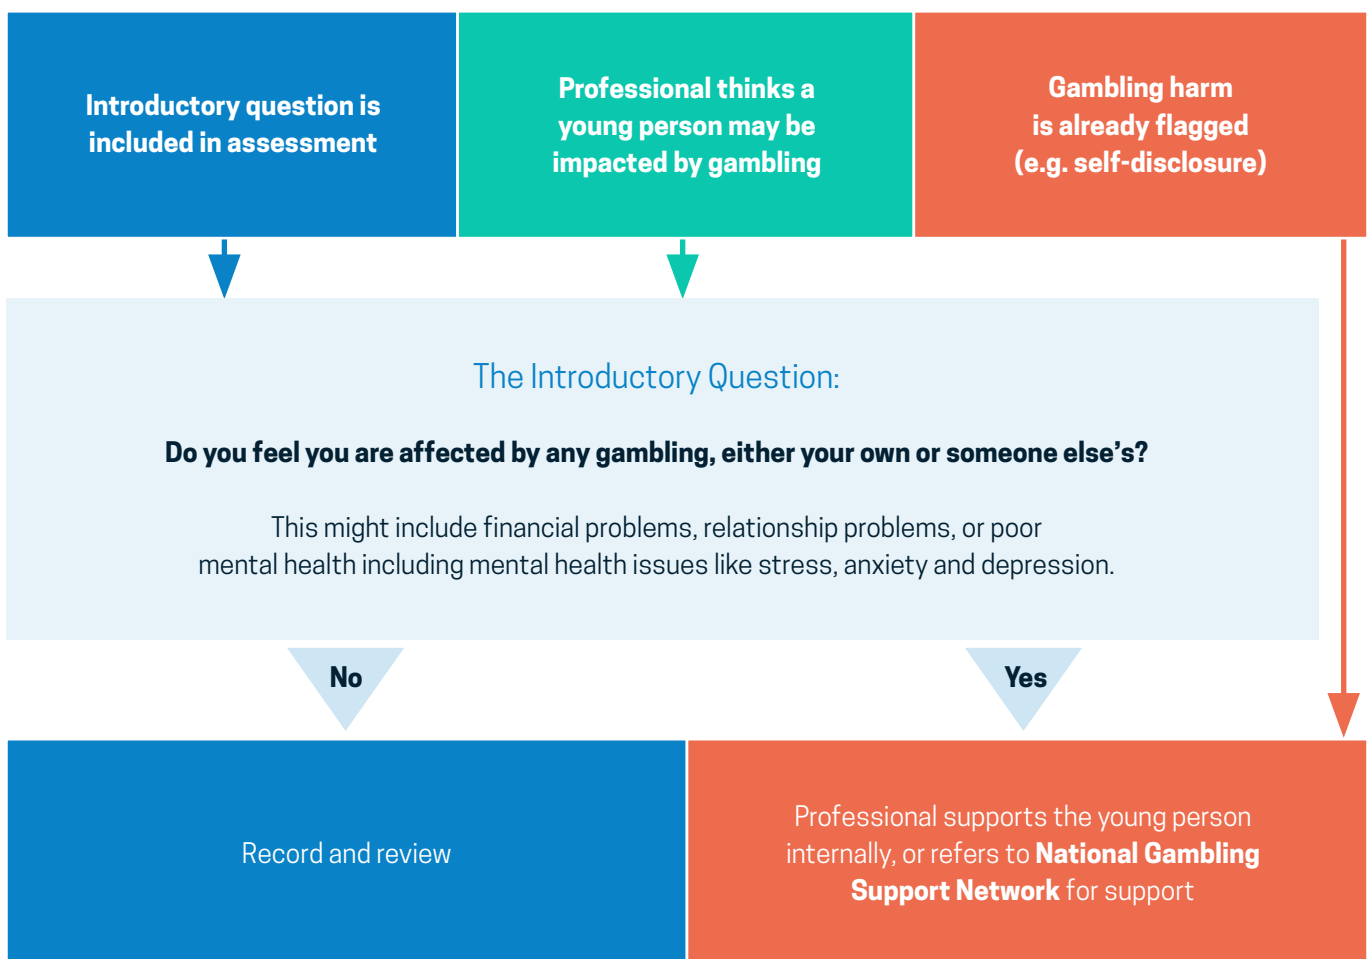 Introductory question is
included in assessment
Professional thinks a
young person may be
impacted by gambling
Gambling harm
is already flagged
(e.g. self-disclosure)
The Introductory Question:
Do you feel you are affected by any gambling, either your own or someone else’s?
This might include financial problems, relationship problems, or poor
mental health including mental health issues like stress, anxiety and depression.
No
Yes
Record and review
Professional supports the young person
internally, or refers to National Gambling
Support Network for support